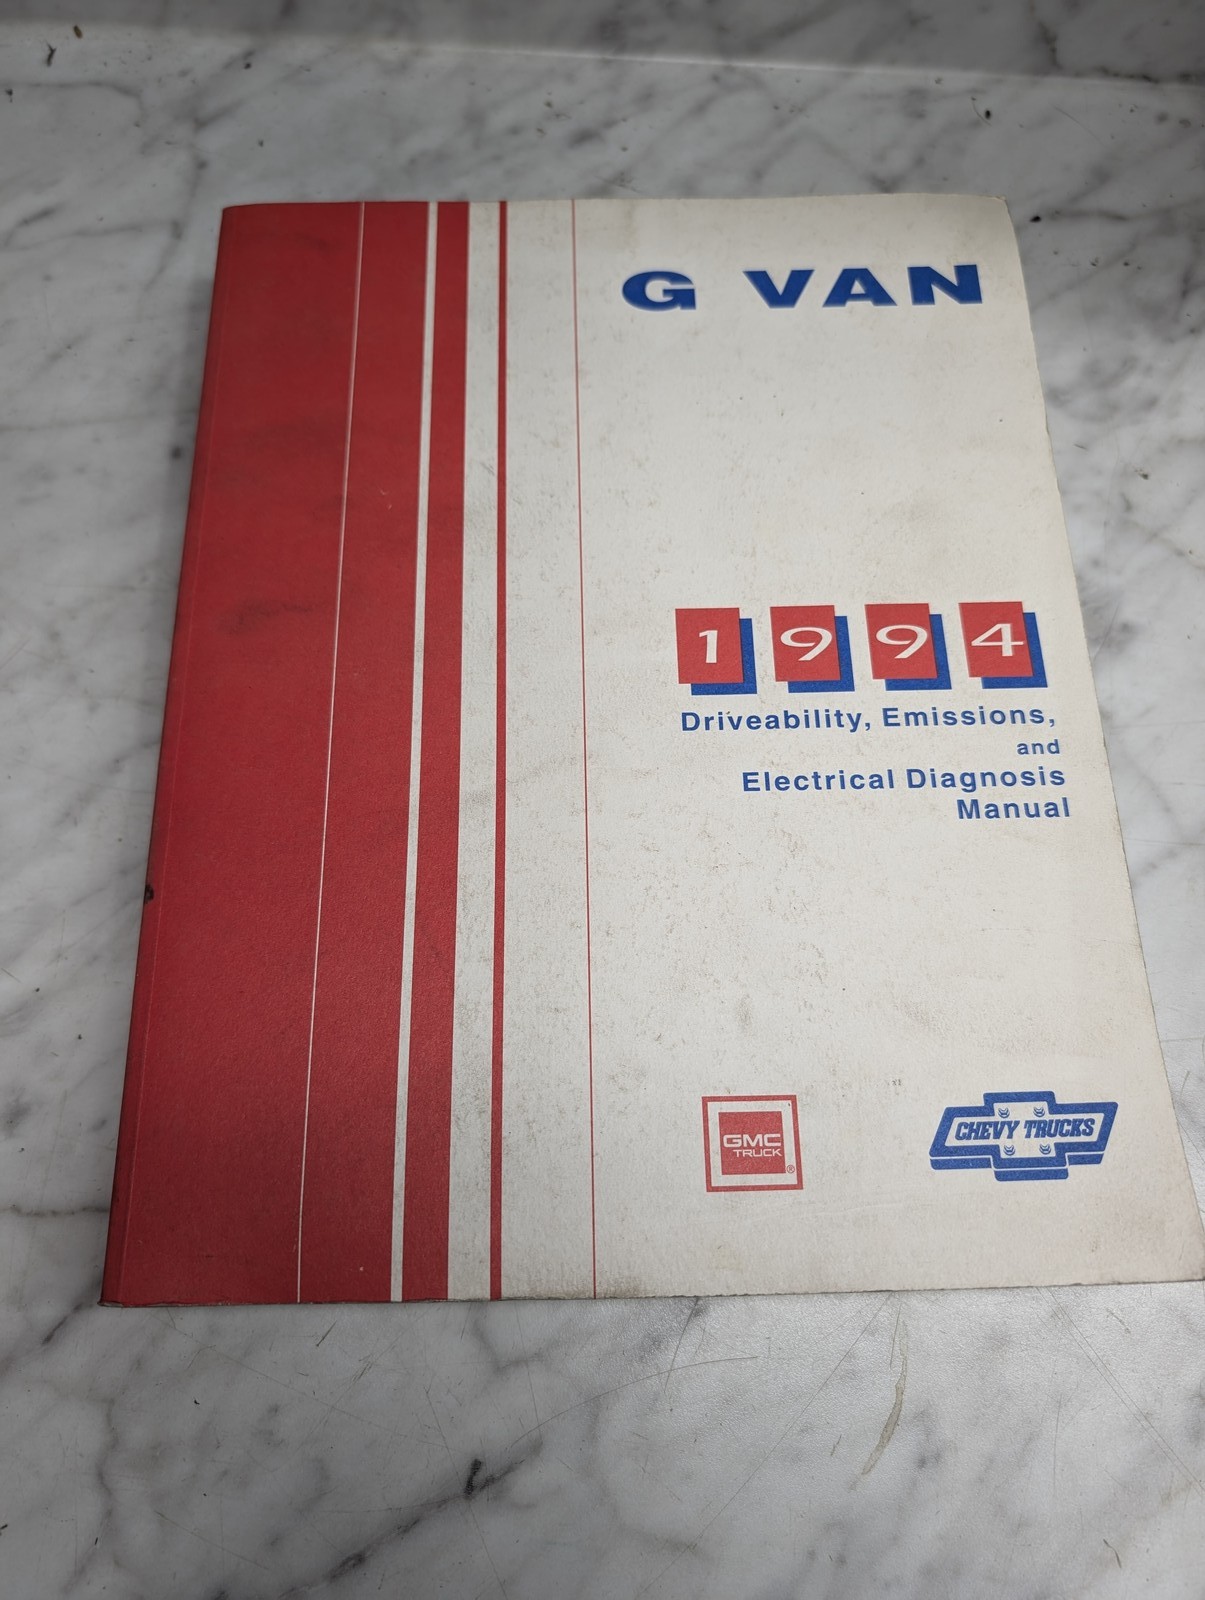 G VAN
1994
Driveability, Emissions,
and
Electrical Diagnosis
Manual
GMC
TRUCK®
CHEVY TRUCKS